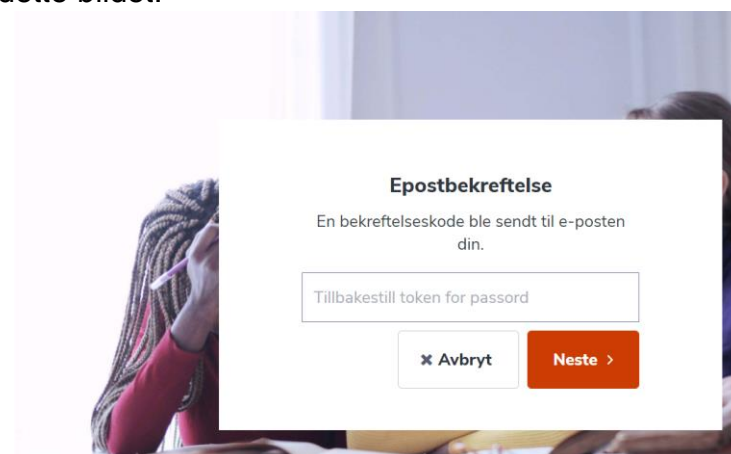 Epostbekreftelse
En bekreftelseskode ble sendt til e-posten
din.
Tillbakestill token for passord
✖ Avbryt
Neste >